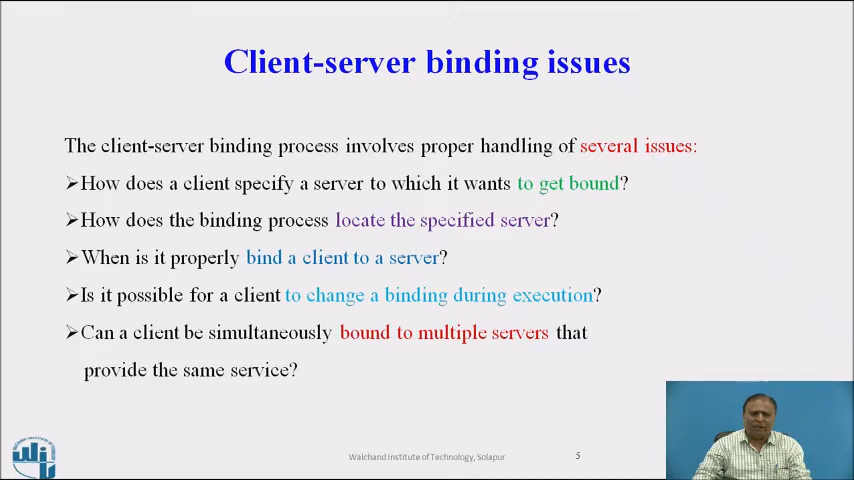 Client-server binding issues
The client-server binding process involves proper handling of several issues:
➢How does a client specify a server to which it wants to get bound?
➢How does the binding process locate the specified server?
➢When is it properly bind a client to a server?
➢Is it possible for a client to change a binding during execution?
➢Can a client be simultaneously bound to multiple servers that
provide the same service?
Walchand Institute of Technology, Solapur
5